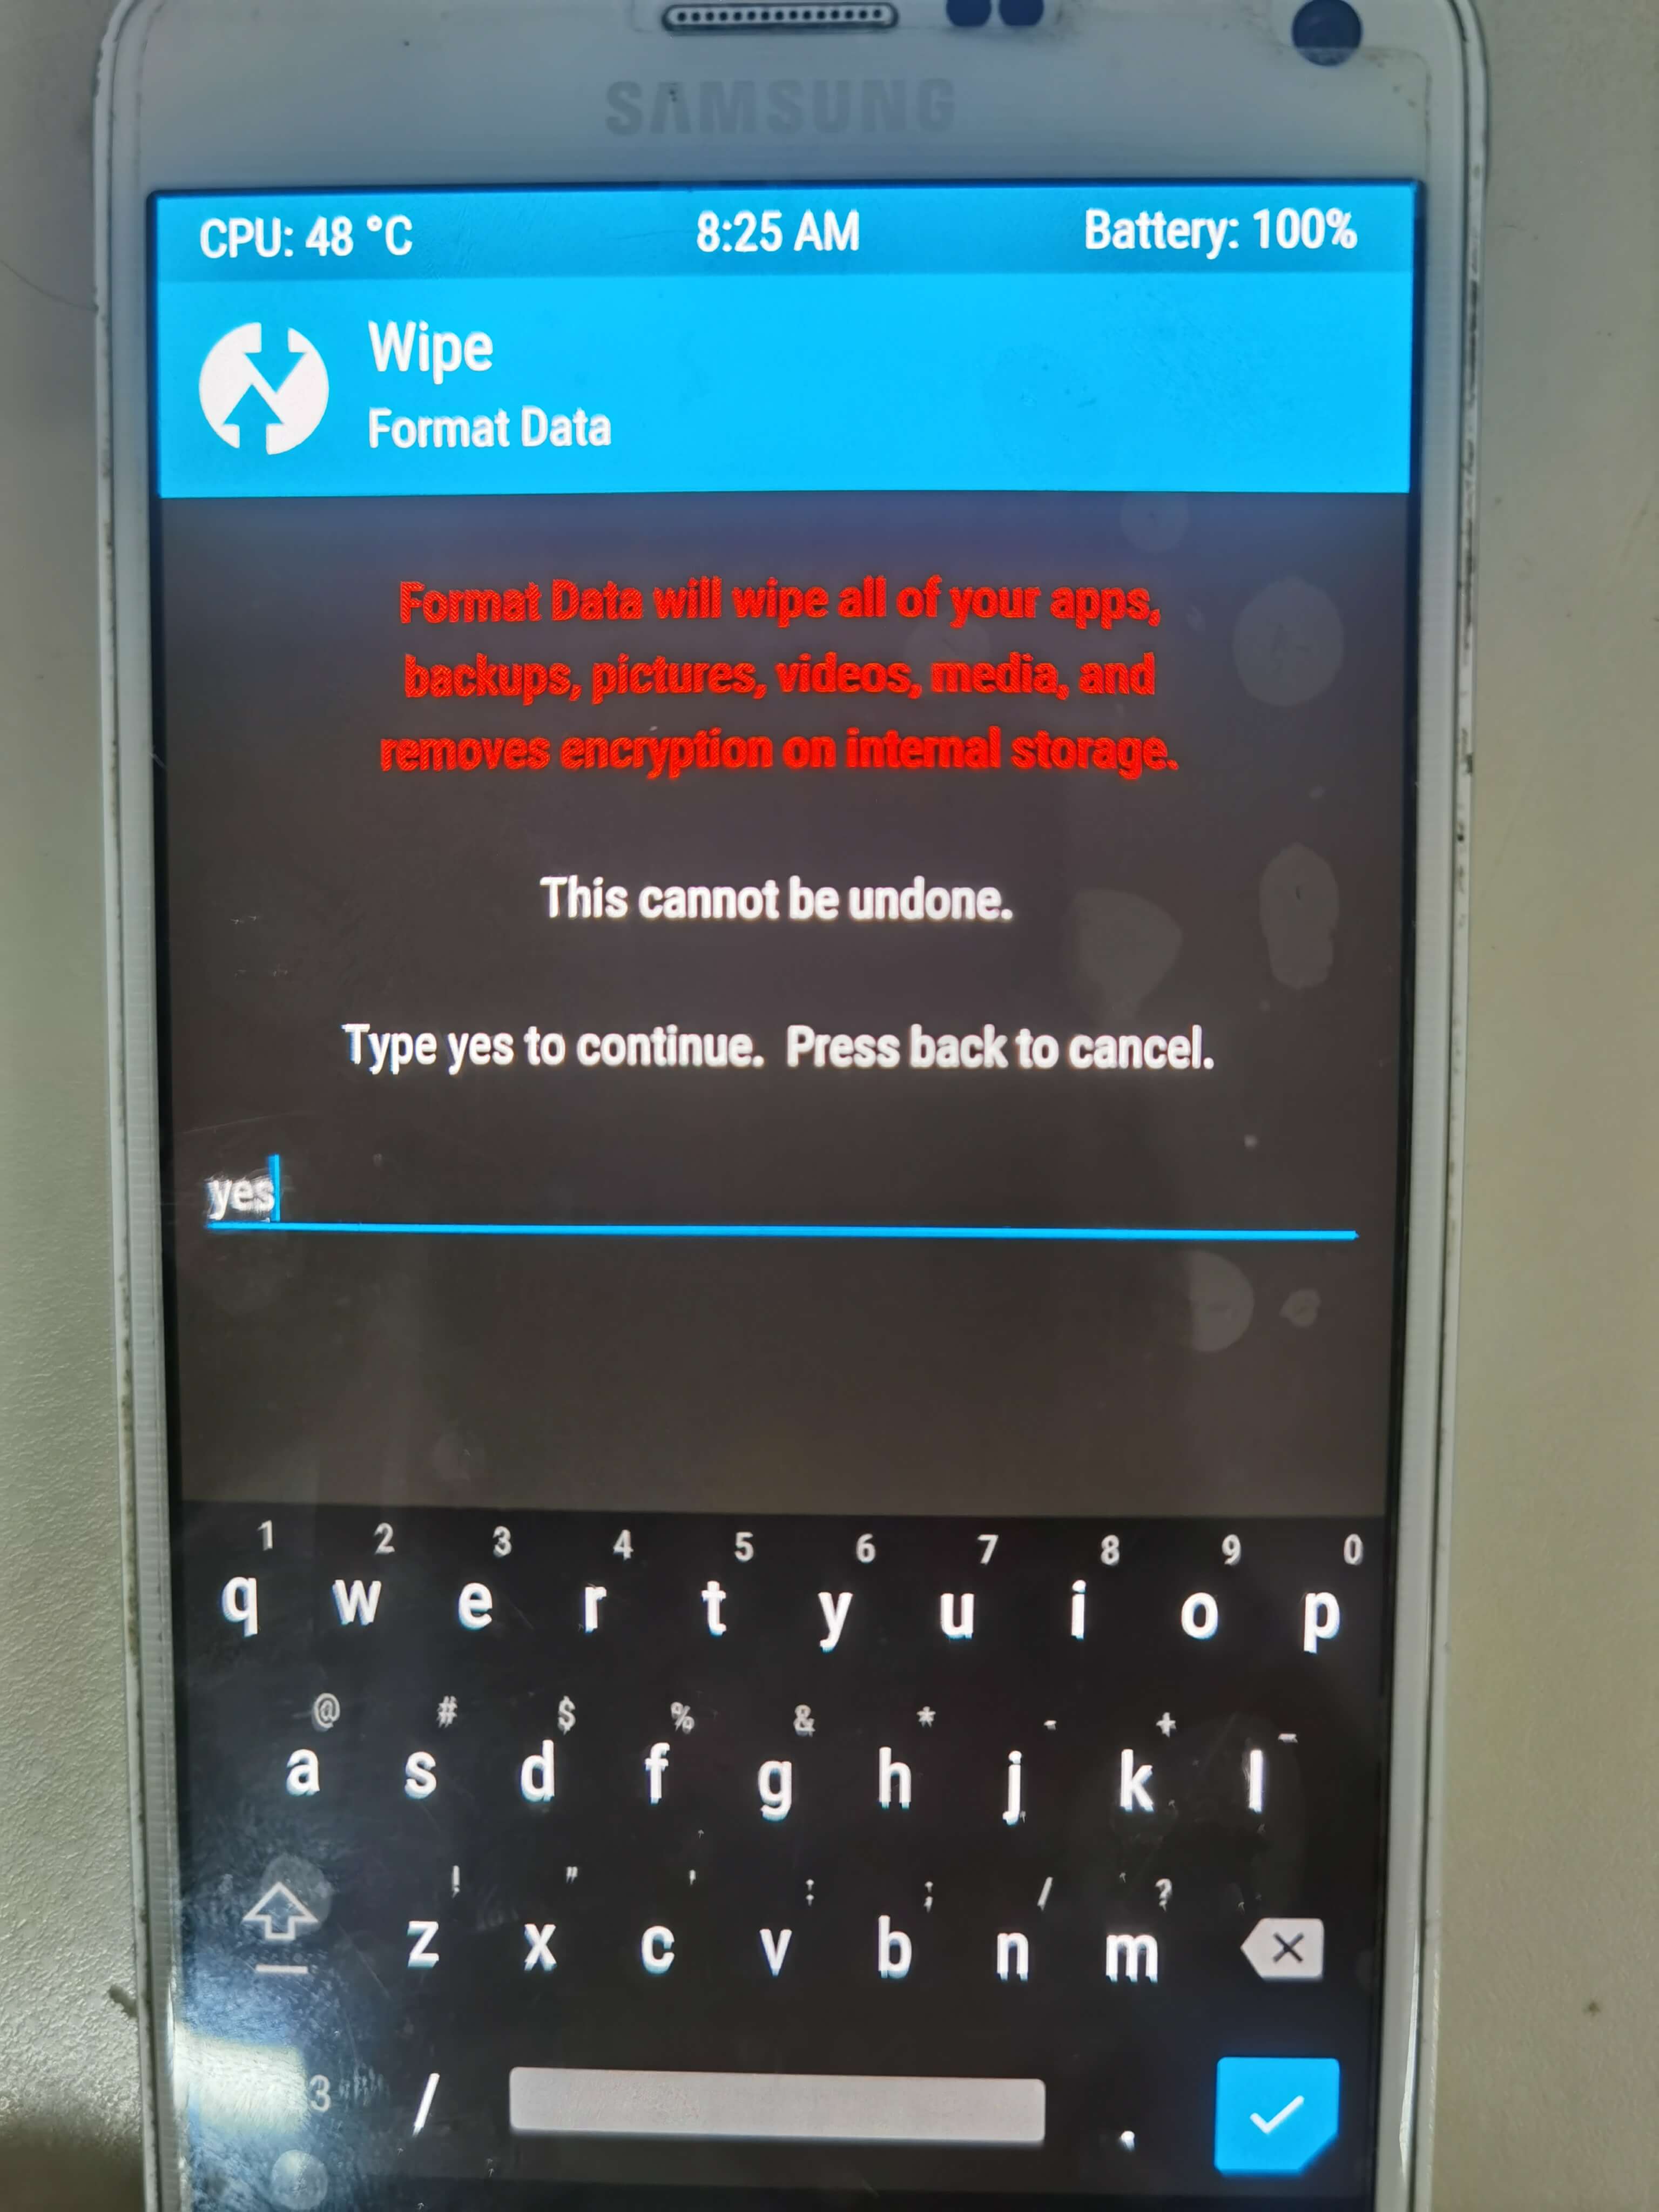 SAMSUNG
CPU: 48 °C 8:25 AM Battery: 100%
Wipe
Format Data
Format Data will wipe all of your apps,
backups, pictures, videos, media, and
removes encryption on internal storage.
This cannot be undone.
Type yes to continue.  Press back to cancel.
yes
1 2 3 4 5 6 7 8 9 0
q w e r t y u i o p
@ # $ % & * - + _
a s d f g h j k l
! " ' : ; / ?
z x c v b n m
3 / .